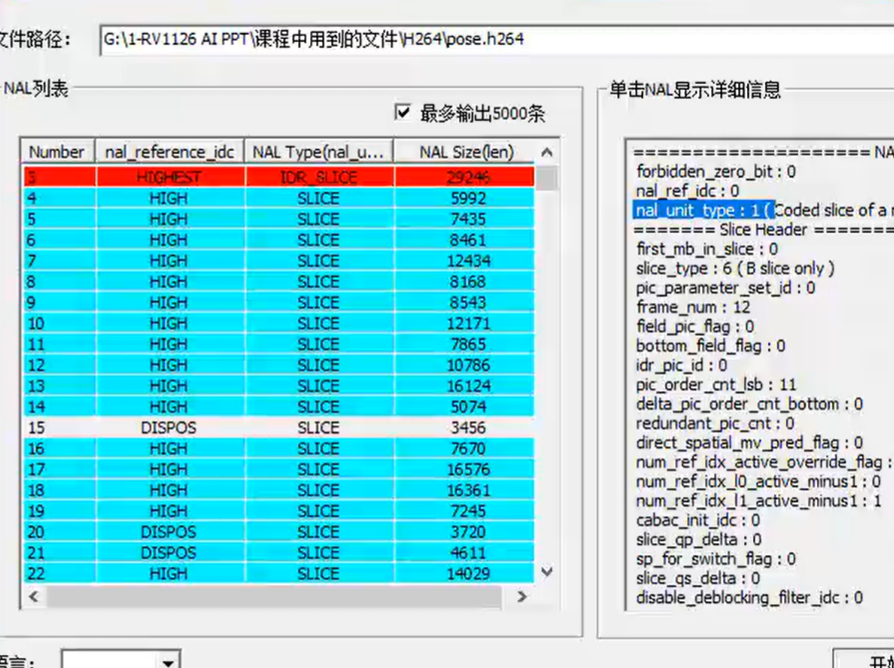 文件路径： G:\1-RV1126 AI PPT\课程中用到的文件\H264\pose.h264
NAL列表
最多输出5000条
Number nal_reference_idc NAL Type(nal_u... NAL Size(len)
3 HIGHEST IDR_SLICE 29246
4 HIGH SLICE 5992
5 HIGH SLICE 7435
6 HIGH SLICE 8461
7 HIGH SLICE 12434
8 HIGH SLICE 8168
9 HIGH SLICE 8543
10 HIGH SLICE 12171
11 HIGH SLICE 7865
12 HIGH SLICE 10786
13 HIGH SLICE 16124
14 HIGH SLICE 5074
15 DISPOS SLICE 3456
16 HIGH SLICE 7670
17 HIGH SLICE 16576
18 HIGH SLICE 16361
19 HIGH SLICE 7245
20 DISPOS SLICE 3720
21 DISPOS SLICE 4611
22 HIGH SLICE 14029
单击NAL显示详细信息
===================== NA
forbidden_zero_bit : 0
nal_ref_idc : 0
nal_unit_type : 1 ( Coded slice of a
======= Slice Header =======
first_mb_in_slice : 0
slice_type : 6 ( B slice only )
pic_parameter_set_id : 0
frame_num : 12
field_pic_flag : 0
bottom_field_flag : 0
idr_pic_id : 0
pic_order_cnt_lsb : 11
delta_pic_order_cnt_bottom : 0
redundant_pic_cnt : 0
direct_spatial_mv_pred_flag : 0
num_ref_idx_active_override_flag :
num_ref_idx_l0_active_minus1 : 0
num_ref_idx_l1_active_minus1 : 1
cabac_init_idc : 0
slice_qp_delta : 0
sp_for_switch_flag : 0
slice_qs_delta : 0
disable_deblocking_filter_idc : 0
语言：
开始